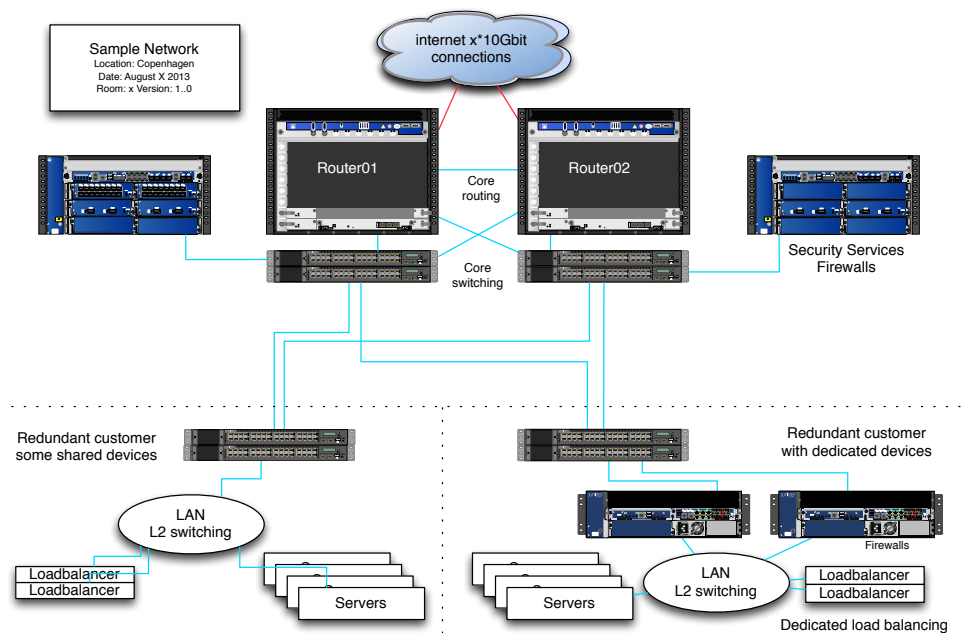 Sample Network
Location: Copenhagen
Date: August X 2013
Room: x Version: 1..0
internet x*10Gbit
connections
Router01
Router02
Core
routing
Core
switching
Security Services
Firewalls
Redundant customer
some shared devices
Redundant customer
with dedicated devices
LAN
L2 switching
Loadbalancer
Loadbalancer
Servers
Firewalls
Servers
LAN
L2 switching
Loadbalancer
Loadbalancer
Dedicated load balancing